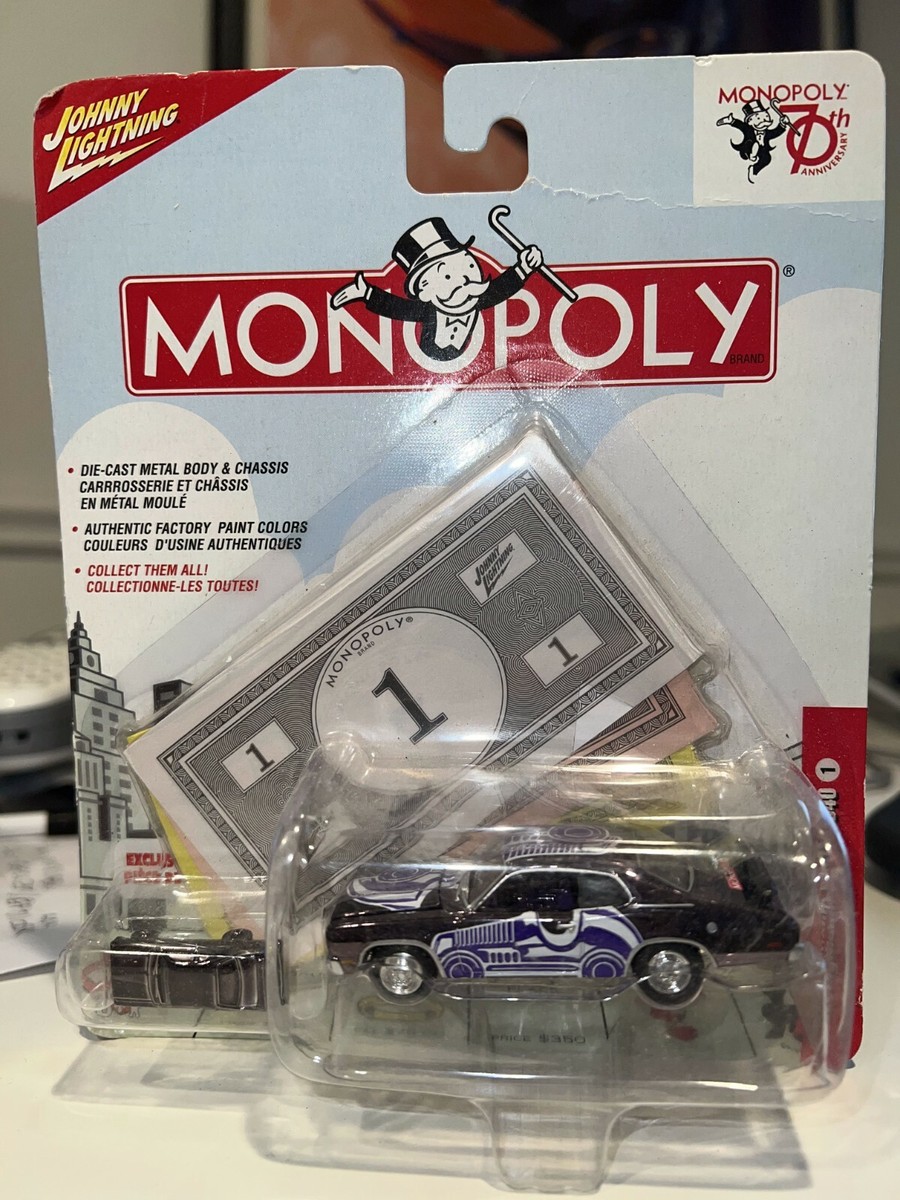 JOHNNY
LIGHTNING
MONOPOLY
70th
ANNIVERSARY
MONOPOLY®
BRAND
• DIE-CAST METAL BODY & CHASSIS
CARRROSSERIE ET CHÂSSIS
EN MÉTAL MOULÉ
• AUTHENTIC FACTORY PAINT COLORS
COULEURS D'USINE AUTHENTIQUES
• COLLECT THEM ALL!
COLLECTIONNE-LES TOUTES!
JOHNNY
LIGHTNING
MONOPOLY®
BRAND
1
1
1
1
PRICE $350